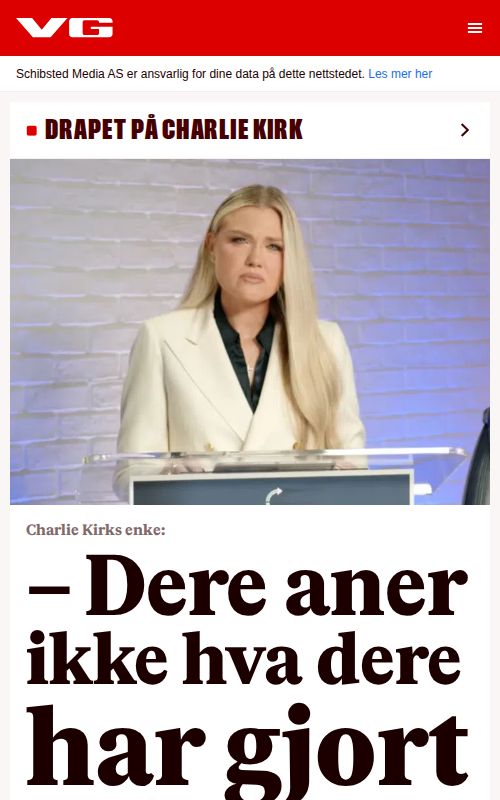 VG
Schibsted Media AS er ansvarlig for dine data på dette nettstedet. Les mer her
DRAPET PÅ CHARLIE KIRK
Charlie Kirks enke:
– Dere aner
ikke hva dere
har gjort